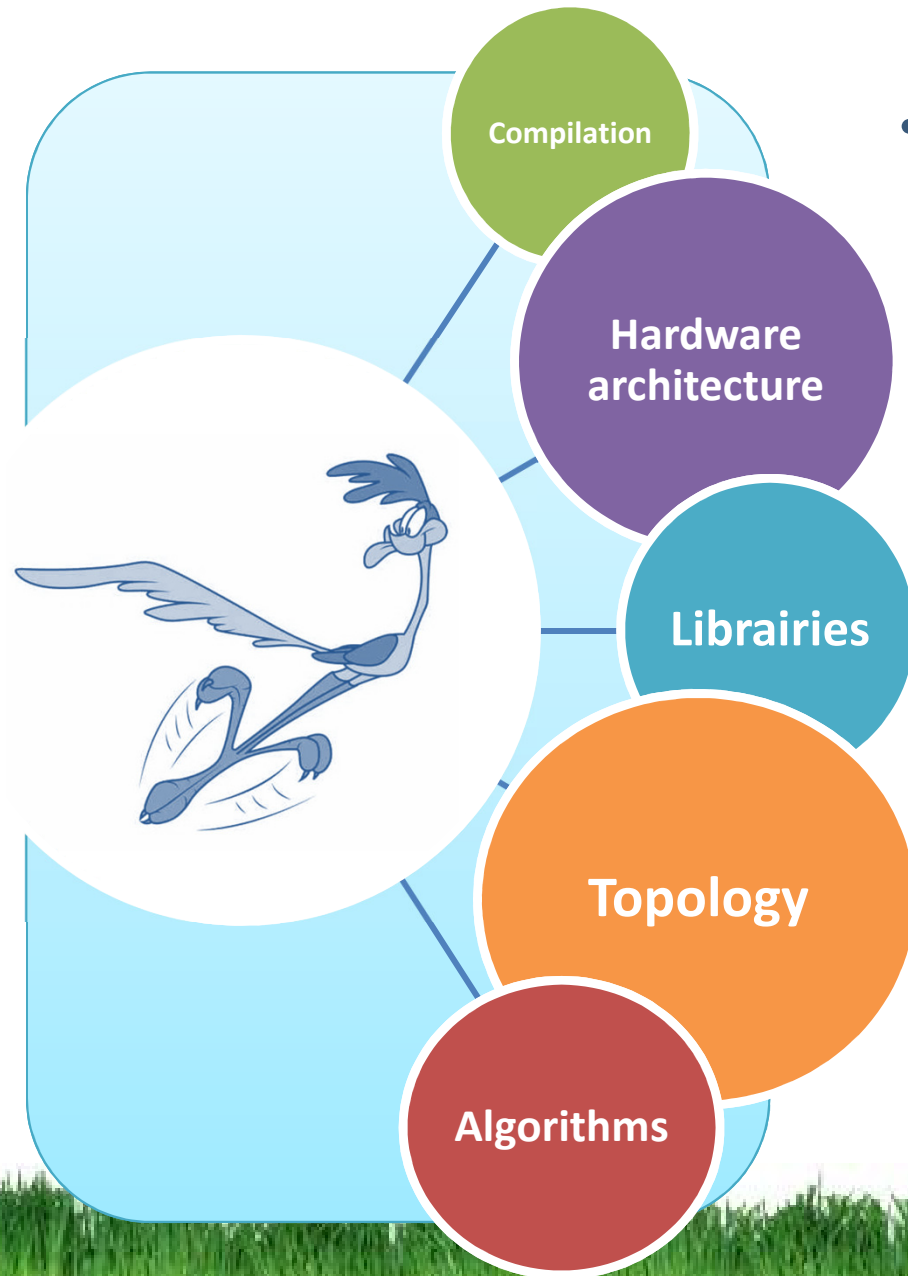 Compilation
Hardware
architecture
Librairies
Topology
Algorithms